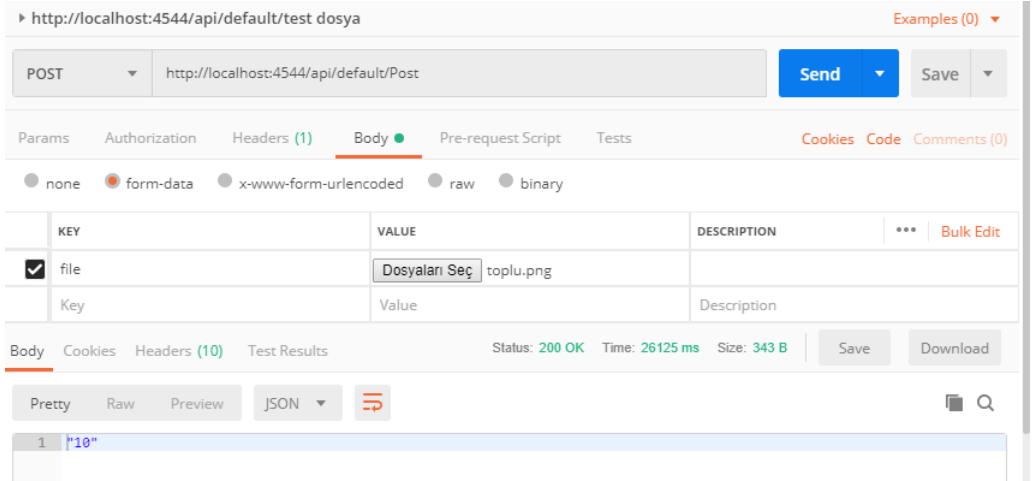 http://localhost:4544/api/default/test dosya Examples (0)
POST http://localhost:4544/api/default/Post Send Save
Params Authorization Headers (1) Body Pre-request Script Tests Cookies Code Comments (0)
none form-data x-www-form-urlencoded raw binary
KEY VALUE DESCRIPTION ••• Bulk Edit
file Dosyaları Seç toplu.png
Key Value Description
Body Cookies Headers (10) Test Results Status: 200 OK Time: 26125 ms Size: 343 B Save Download
Pretty Raw Preview JSON
1 "10"